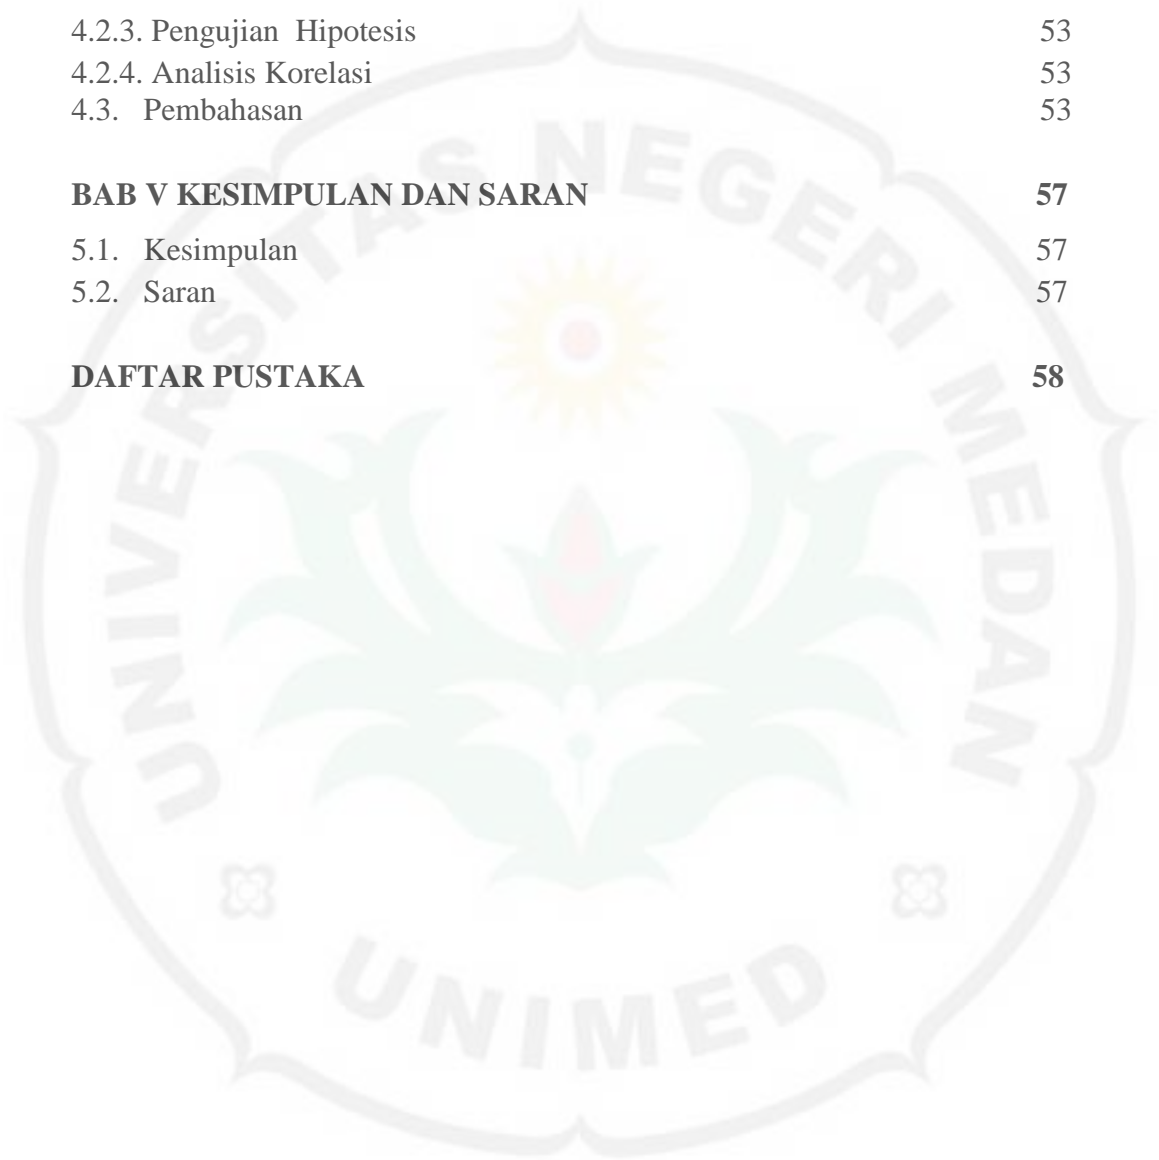 4.2.3. Pengujian Hipotesis 53
4.2.4. Analisis Korelasi 53
4.3. Pembahasan 53
BAB V KESIMPULAN DAN SARAN 57
5.1. Kesimpulan 57
5.2. Saran 57
DAFTAR PUSTAKA 58
UNIVERSITAS NEGERI MEDAN
UNIMED